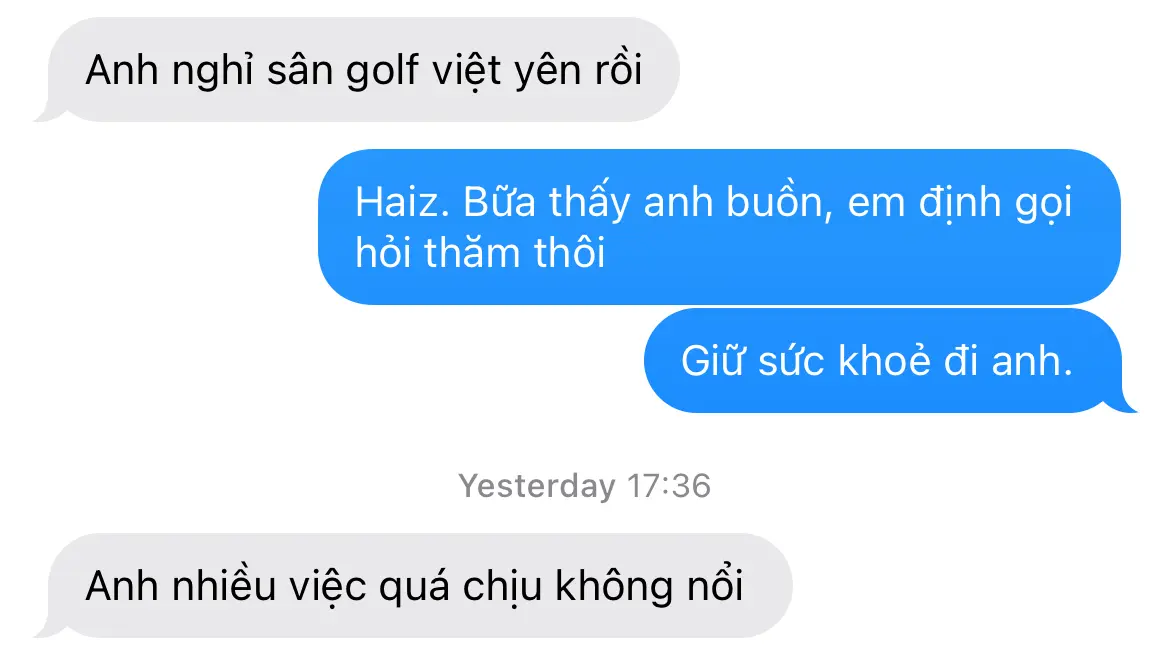 Anh nghỉ sân golf việt yên rồi
Haiz. Bữa thấy anh buồn, em định gọi
hỏi thăm thôi
Giữ sức khoẻ đi anh.
Yesterday 17:36
Anh nhiều việc quá chịu không nổi